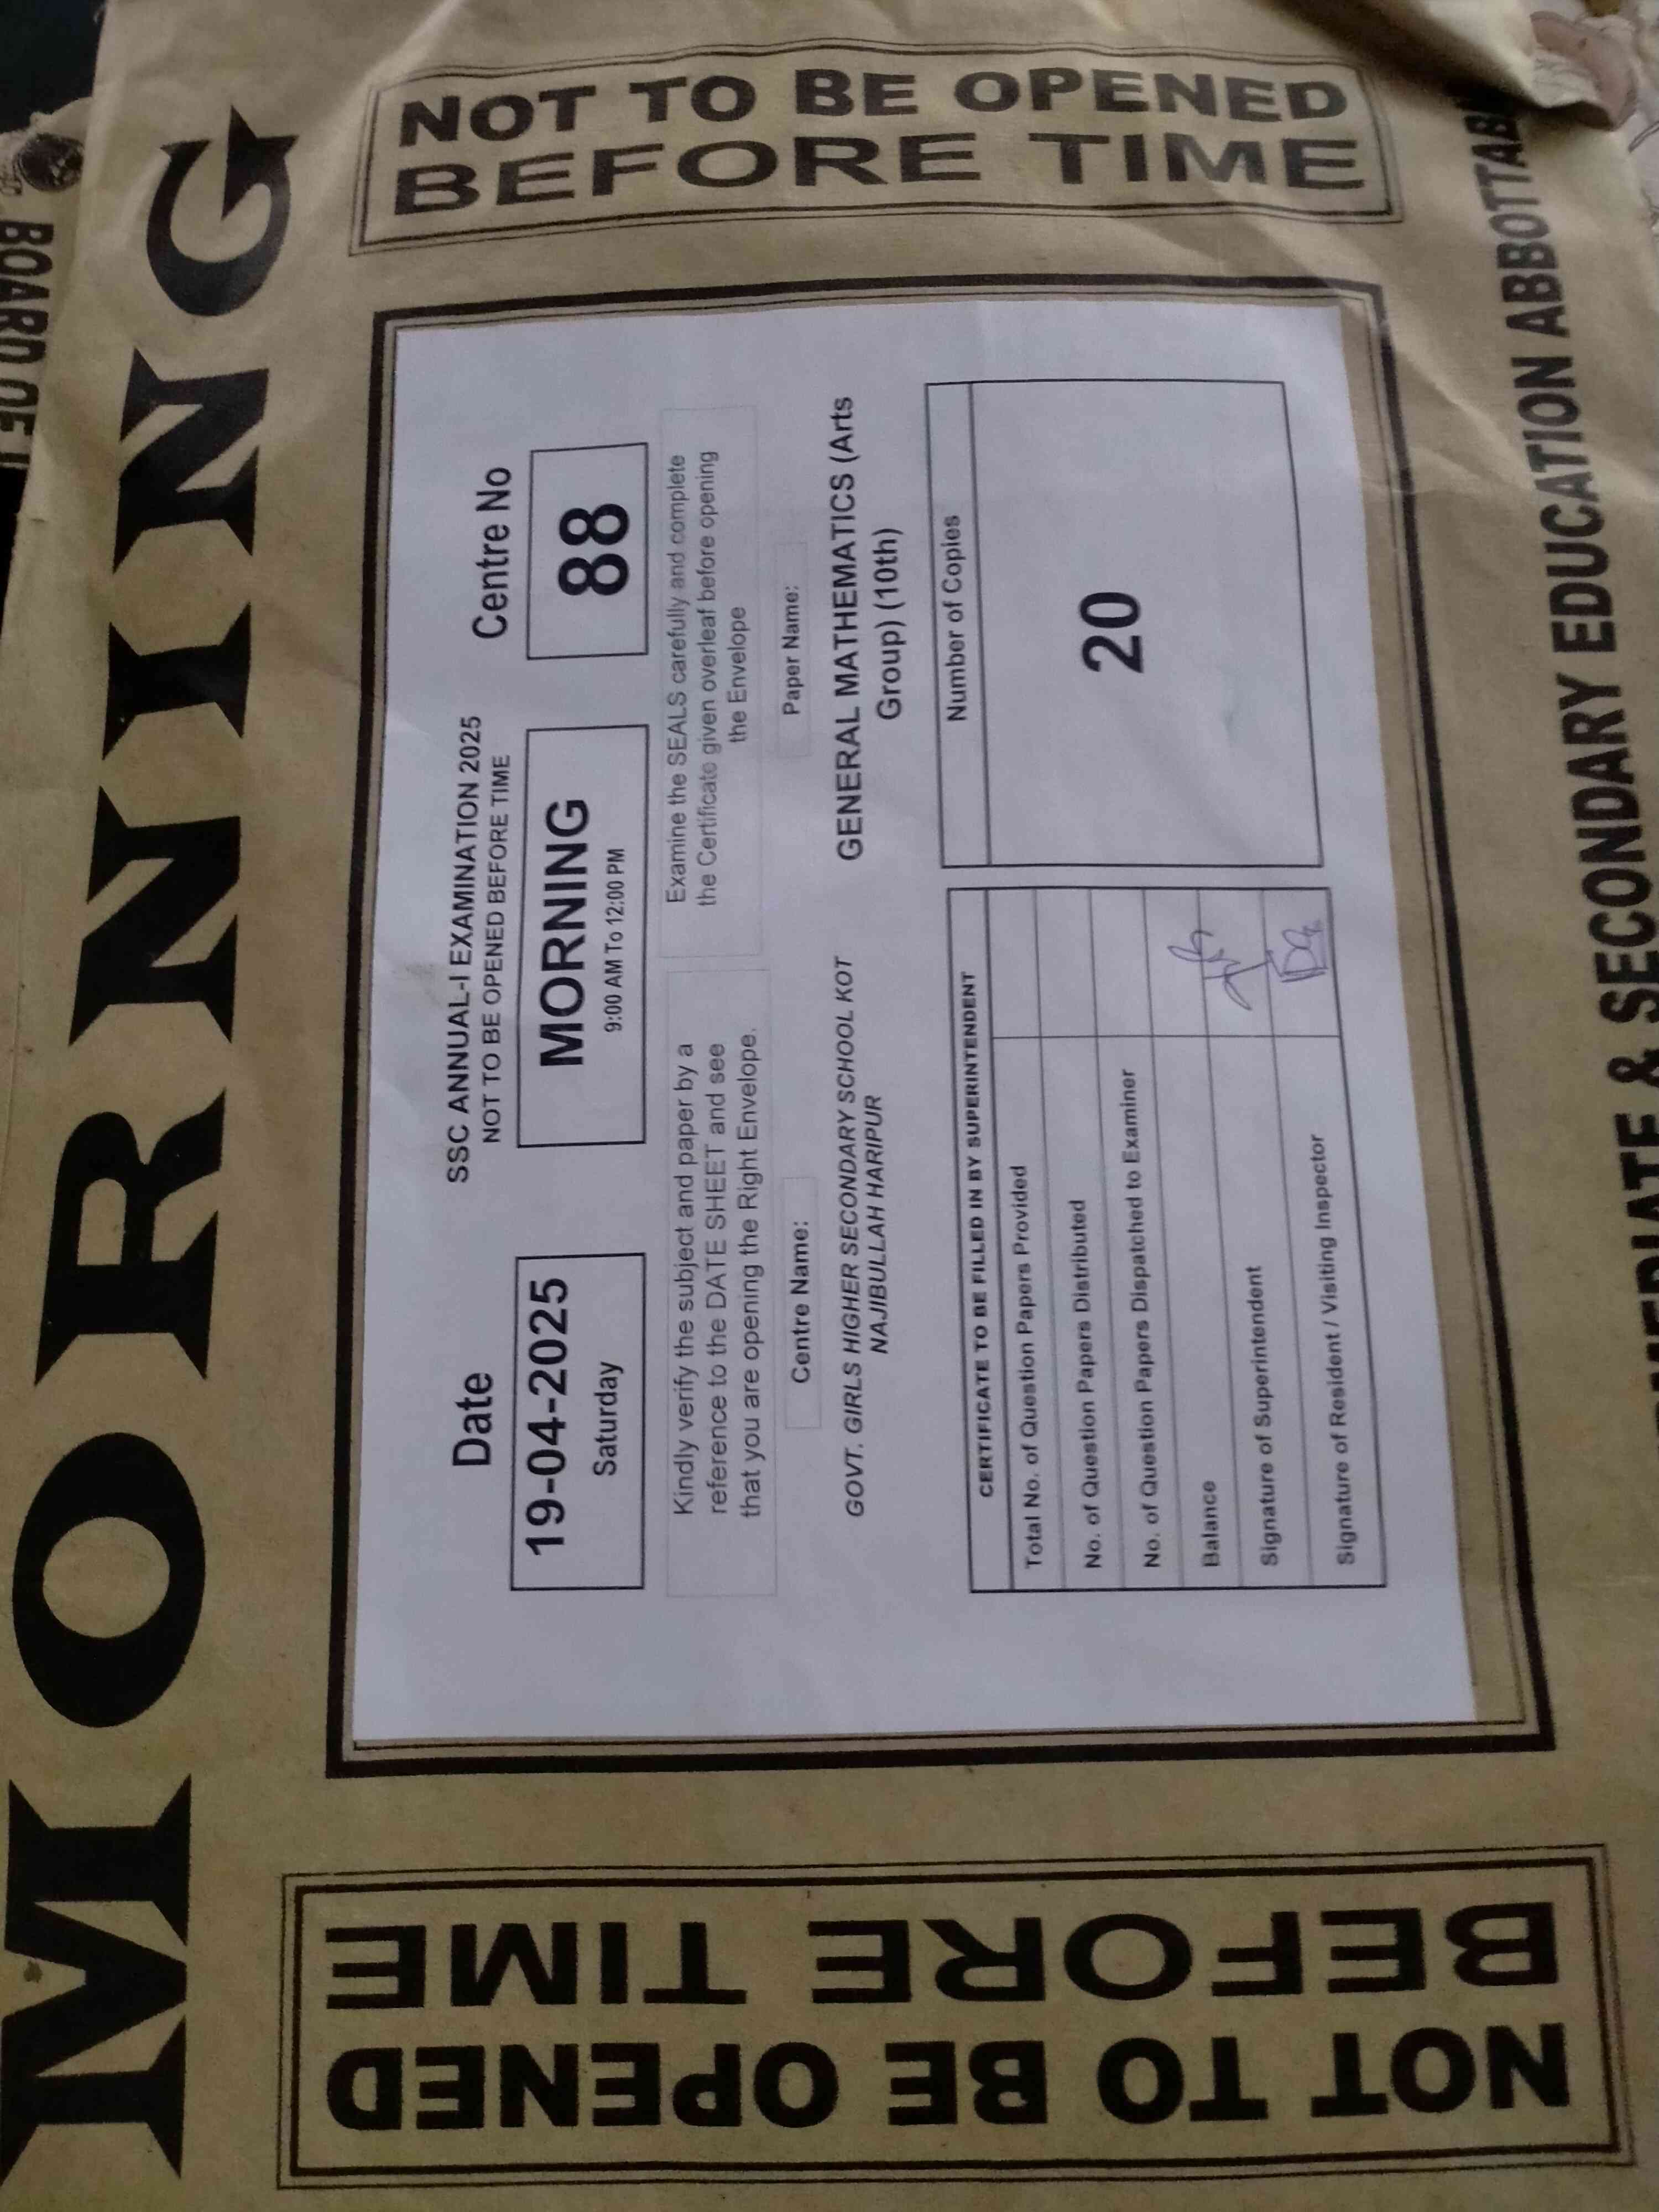 BOARD OF
MORNING
NOT TO BE OPENED
BEFORE TIME
SSC ANNUAL-I EXAMINATION 2025
NOT TO BE OPENED BEFORE TIME
Date
19-04-2025
Saturday
MORNING
9:00 AM To 12:00 PM
Centre No
88
Kindly verify the subject and paper by a
reference to the DATE SHEET and see
that you are opening the Right Envelope.
Examine the SEALS carefully and complete
the Certificate given overleaf before opening
the Envelope
Centre Name:
GOVT. GIRLS HIGHER SECONDARY SCHOOL KOT
NAJIBULLAH HARIPUR
Paper Name:
GENERAL MATHEMATICS (Arts
Group) (10th)
CERTIFICATE TO BE FILLED IN BY SUPERINTENDENT
Total No. of Question Papers Provided
No. of Question Papers Distributed
No. of Question Papers Dispatched to Examiner
Balance
Signature of Superintendent
Signature of Resident / Visiting Inspector
Number of Copies
20
NOT TO BE OPENED
BEFORE TIME
& SECONDARY EDUCATION